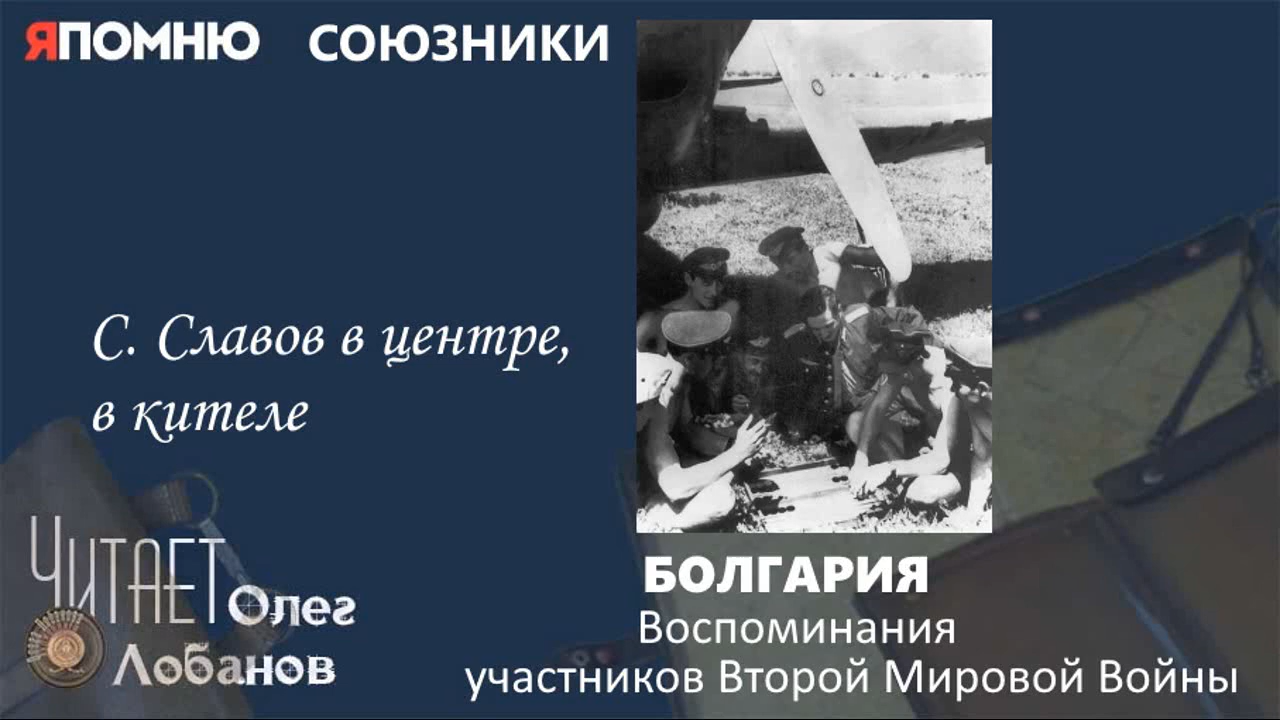 ЯПОМНЮ СОЮЗНИКИ
С. Славов в центре,
в кителе
Читает
Олег
Лобанов
БОЛГАРИЯ
Воспоминания
участников Второй Мировой Войны